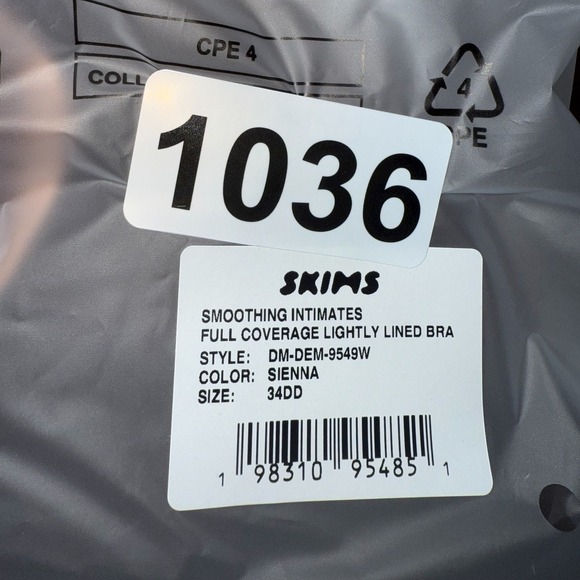 CPE 4
COLL
4
PE
1036
SKIMS
SMOOTHING INTIMATES
FULL COVERAGE LIGHTLY LINED BRA
STYLE: DM-DEM-9549W
COLOR: SIENNA
SIZE: 34DD
1 98310 95485 1